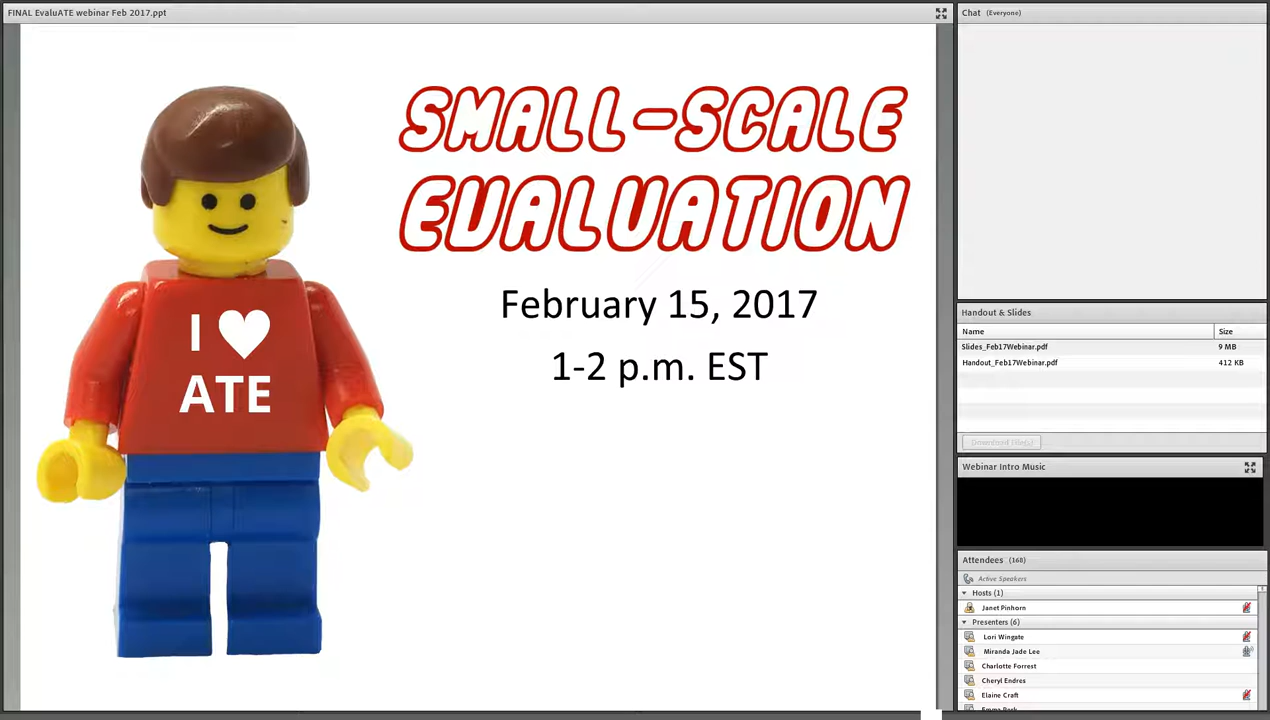 FINAL EvaluATE webinar Feb 2017.ppt
SMALL-SCALE
EVALUATION
February 15, 2017
1-2 p.m. EST
I ♥
ATE
Chat (Everyone)
Handout & Slides
Name Size
Slides_Feb17Webinar.pdf 9 MB
Handout_Feb17Webinar.pdf 412 KB
Download File(s)
Webinar Intro Music
Attendees (168)
Active Speakers
Hosts (1)
Janet Pinhorn
Presenters (6)
Lori Wingate
Miranda Jade Lee
Charlotte Forrest
Cheryl Endres
Elaine Craft